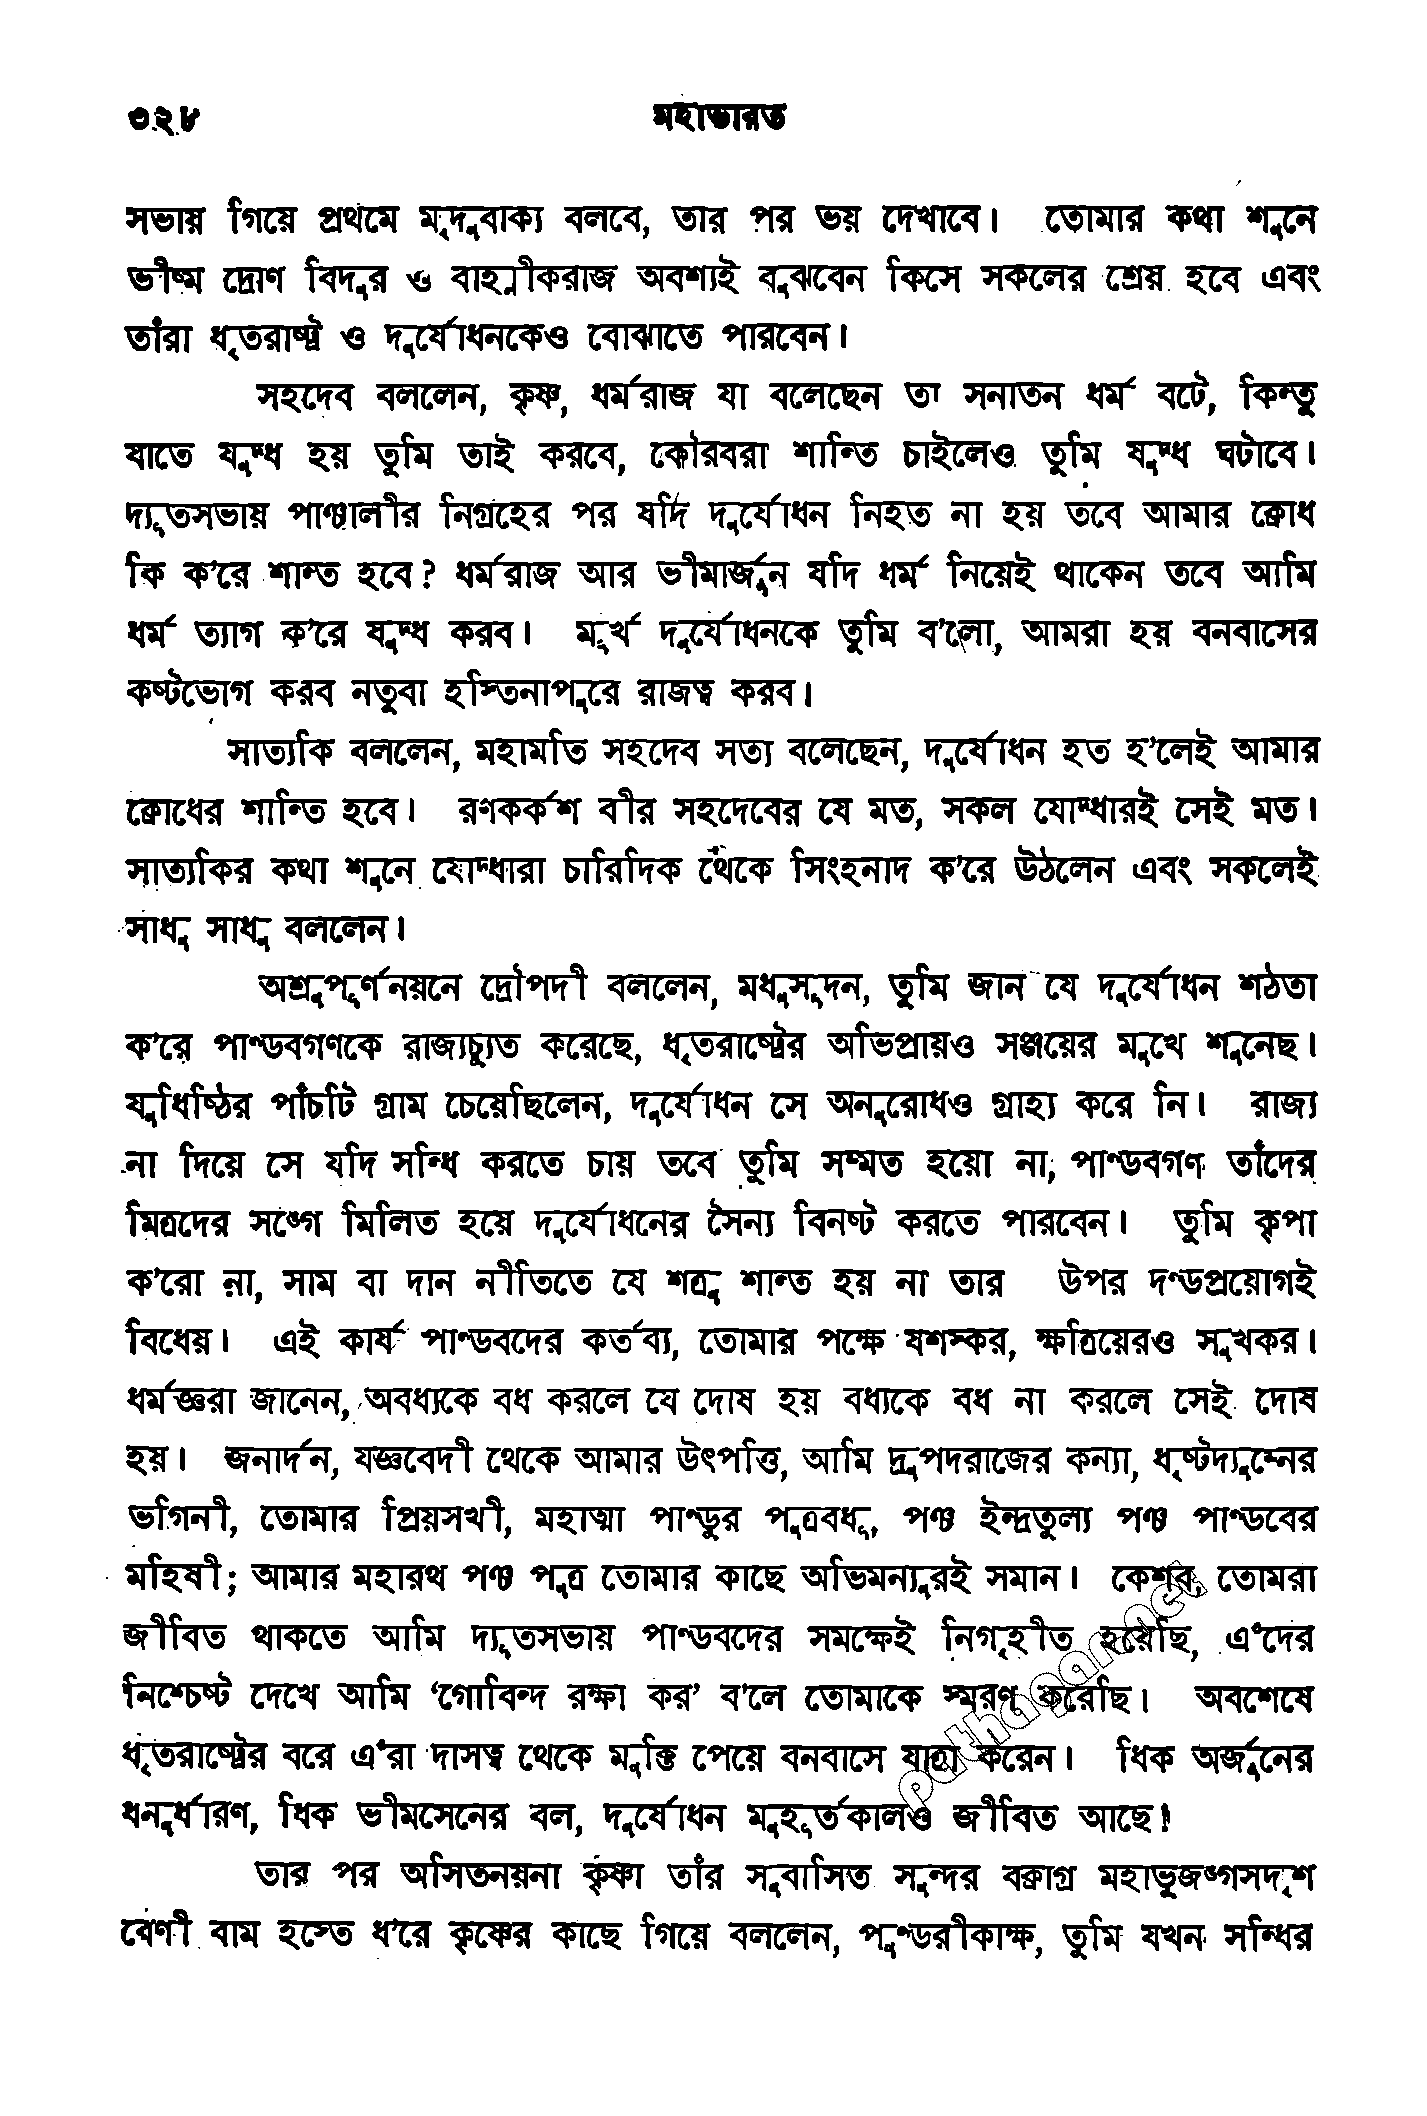 ৩২৮ মহাভারত
সভায় গিয়ে প্রথমে মৃদুবাক্য বলবে, তার পর ভয় দেখাবে। তোমার কথা শুনে
ভীষ্ম দ্রোণ বিদুর ও বাহ্লীকরাজ অবশ্যই বুঝবেন কিসে সকলের শ্রেয় হবে এবং
তাঁরা ধৃতরাষ্ট্র ও দুর্যোধনকেও বোঝাতে পারবেন।
সহদেব বললেন, কৃষ্ণ, ধর্মরাজ যা বলেছেন তা সনাতন ধর্ম বটে, কিন্তু
যাতে যুদ্ধ হয় তুমি তাই করবে, কৌরবরা শান্তি চাইলেও তুমি যুদ্ধ ঘটাবে।
দ্যূতসভায় পাঞ্চালীর নিগ্রহের পর যদি দুর্যোধন নিহত না হয় তবে আমার ক্রোধ
কি ক'রে শান্ত হবে? ধর্মরাজ আর ভীমার্জুন যদি ধর্ম নিয়েই থাকেন তবে আমি
ধর্ম ত্যাগ ক'রে যুদ্ধ করব। মূর্খ দুর্যোধনকে তুমি ব'লো, আমরা হয় বনবাসের
কষ্টভোগ করব নতুবা হস্তিনাপুরে রাজত্ব করব।
সাত্যকি বললেন, মহামতি সহদেব সত্য বলেছেন, দুর্যোধন হত হ'লেই আমার
ক্রোধের শান্তি হবে। রণকর্কশ বীর সহদেবের যে মত, সকল যোদ্ধারই সেই মত।
সাত্যকির কথা শুনে যোদ্ধারা চারিদিক থেকে সিংহনাদ ক'রে উঠলেন এবং সকলেই
সাধু সাধু বললেন।
অশ্রুপূর্ণনয়নে দ্রৌপদী বললেন, মধুসূদন, তুমি জান যে দুর্যোধন শঠতা
ক'রে পাণ্ডবগণকে রাজ্যচ্যুত করেছে, ধৃতরাষ্ট্রের অভিপ্রায়ও সঞ্জয়ের মুখে শুনেছ।
যুধিষ্ঠির পাঁচটি গ্রাম চেয়েছিলেন, দুর্যোধন সে অনুরোধও গ্রাহ্য করে নি। রাজ্য
না দিয়ে সে যদি সন্ধি করতে চায় তবে তুমি সম্মত হয়ো না, পাণ্ডবগণ তাঁদের
মিত্রদের সঙ্গে মিলিত হয়ে দুর্যোধনের সৈন্য বিনষ্ট করতে পারবেন। তুমি কৃপা
ক'রো না, সাম বা দান নীতিতে যে শত্রু শান্ত হয় না তার উপর দণ্ডপ্রয়োগই
বিধেয়। এই কার্য পাণ্ডবদের কর্তব্য, তোমার পক্ষে যশস্কর, ক্ষত্রিয়েরও সুখকর।
ধর্মজ্ঞরা জানেন, অবধ্যকে বধ করলে যে দোষ হয় বধ্যকে বধ না করলে সেই দোষ
হয়। জনার্দন, যজ্ঞবেদী থেকে আমার উৎপত্তি, আমি দ্রুপদরাজের কন্যা, ধৃষ্টদ্যুম্নের
ভগিনী, তোমার প্রিয়সখী, মহাত্মা পাণ্ডুর পুত্রবধূ, পঞ্চ ইন্দ্রতুল্য পঞ্চ পাণ্ডবের
মহিষী; আমার মহারথ পঞ্চ পুত্র তোমার কাছে অভিমন্যুরই সমান। কেশব, তোমরা
জীবিত থাকতে আমি দ্যূতসভায় পাণ্ডবদের সমক্ষেই নিগৃহীত হয়েছি, এঁদের
নিশ্চেষ্ট দেখে আমি ‘গোবিন্দ রক্ষা কর’ ব'লে তোমাকে স্মরণ করেছি। অবশেষে
ধৃতরাষ্ট্রের বরে এঁরা দাসত্ব থেকে মুক্তি পেয়ে বনবাসে যাত্রা করেন। ধিক অর্জুনের
ধনুর্ধারণ, ধিক ভীমসেনের বল, দুর্যোধন মুহূর্তকালও জীবিত আছে!
তার পর অসিতনয়না কৃষ্ণা তাঁর সুবাসিত সুন্দর বক্রাগ্র মহাভুজঙ্গসদৃশ
বেণী বাম হস্তে ধ'রে কৃষ্ণের কাছে গিয়ে বললেন, পুণ্ডরীকাক্ষ, তুমি যখন সন্ধির
pathagar.net